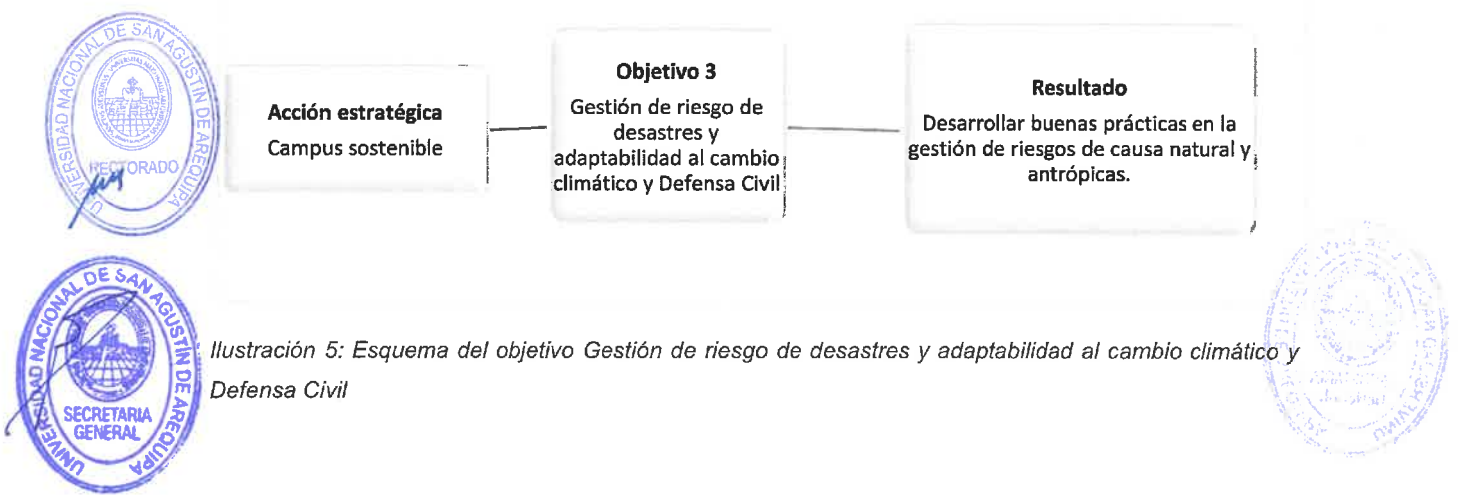 UNIVERSIDAD NACIONAL DE SAN AGUSTIN DE AREQUIPA
RECTORADO
Acción estratégica
Campus sostenible
Objetivo 3
Gestión de riesgo de
desastres y
adaptabilidad al cambio
climático y Defensa Civil
Resultado
Desarrollar buenas prácticas en la
gestión de riesgos de causa natural y
antrópicas.
UNIVERSIDAD NACIONAL DE SAN AGUSTIN DE AREQUIPA
SECRETARIA
GENERAL
Ilustración 5: Esquema del objetivo Gestión de riesgo de desastres y adaptabilidad al cambio climático y
Defensa Civil